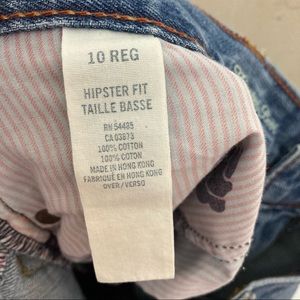 10 REG
HIPSTER FIT
TAILLE BASSE
RN 54485
CA 03873
100% COTTON
100% COTON
MADE IN HONG KONG
FABRIQUÉ EN HONG KONG
OVER/VERSO